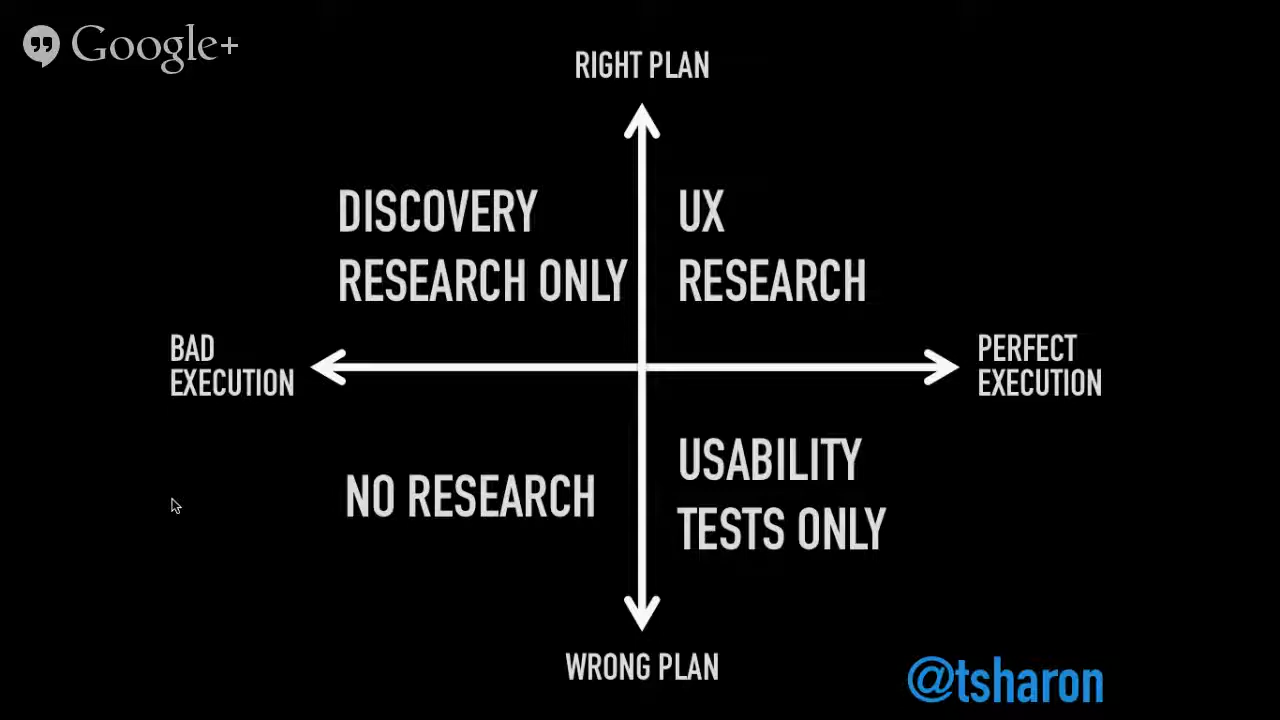 Google+
RIGHT PLAN
DISCOVERY
RESEARCH ONLY
UX
RESEARCH
BAD
EXECUTION
PERFECT
EXECUTION
NO RESEARCH
USABILITY
TESTS ONLY
WRONG PLAN
@tsharon